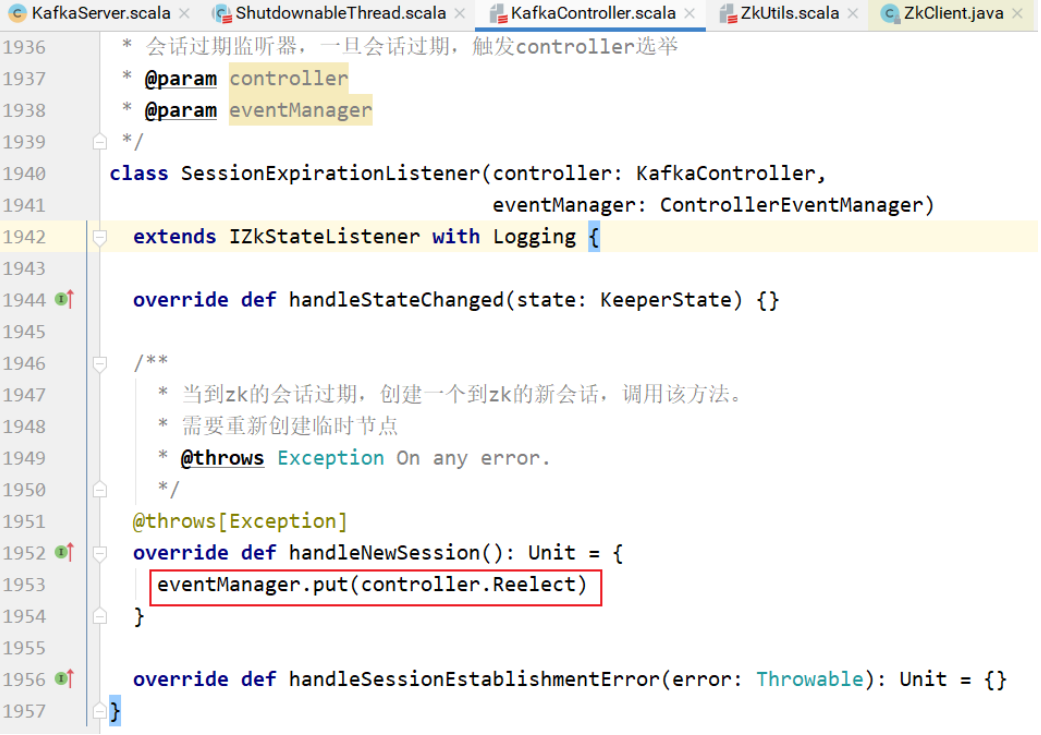 KafkaServer.scala ShutdownableThread.scala KafkaController.scala ZkUtils.scala ZkClient.java
1936 * 会话过期监听器，一旦会话过期，触发controller选举
1937 * @param controller
1938 * @param eventManager
1939 */
1940 class SessionExpirationListener(controller: KafkaController,
1941 eventManager: ControllerEventManager)
1942 extends IZkStateListener with Logging {
1943
1944 override def handleStateChanged(state: KeeperState) {}
1945
1946 /**
1947 * 当到zk的会话过期，创建一个到zk的新会话，调用该方法。
1948 * 需要重新创建临时节点
1949 * @throws Exception On any error.
1950 */
1951 @throws[Exception]
1952 override def handleNewSession(): Unit = {
1953 eventManager.put(controller.Reelect)
1954 }
1955
1956 override def handleSessionEstablishmentError(error: Throwable): Unit = {}
1957 }